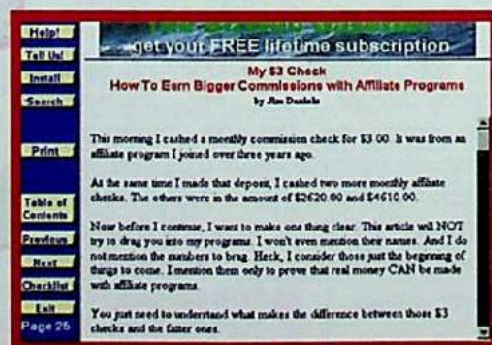 Help!
Tell Us!
Install
Search
Print
Table of
Contents
Previous
Next
Checklist
Exit
Page 26
get your FREE lifetime subscription
My $3 Check
How To Earn Bigger Commissions with Affiliate Programs
by Jim Daniels
This morning I cashed a monthly commission check for $3.00. It was from an
affiliate program I joined over three years ago.
At the same time I made that deposit, I cashed two more monthly affiliate
checks. The others were in the amount of $2620.00 and $4610.00.
Now before I continue, I want to make one thing clear. This article will NOT
try to drag you into my programs. I won't even mention their names. And I do
not mention the numbers to brag. Heck, I consider those just the beginning of
things to come. I mention them only to prove that real money CAN be made
with affiliate programs.
You just need to understand what makes the difference between those $3
checks and the fatter ones.